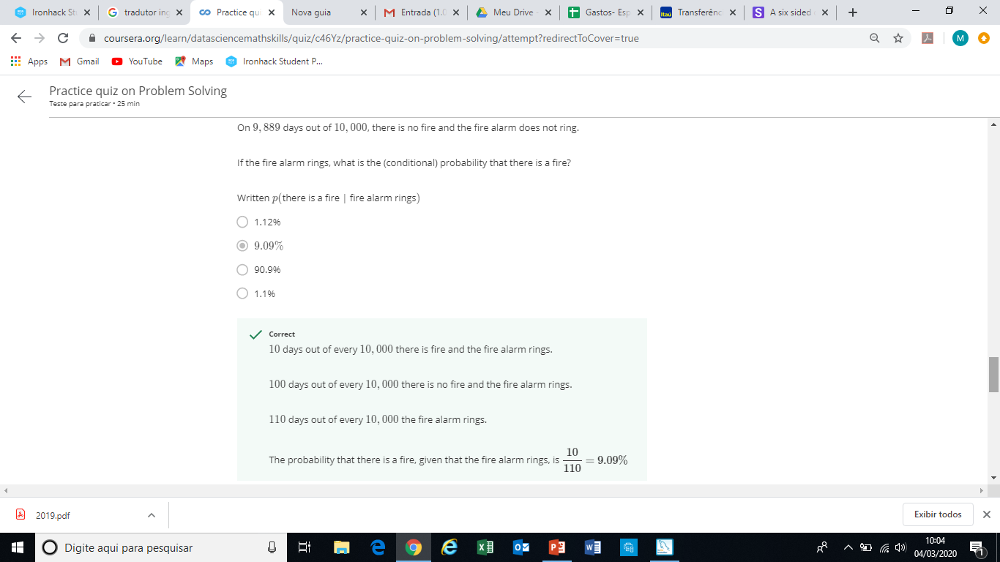 Ironhack St
tradutor in
Practice qu
Nova guia
Entrada (1.0
Meu Drive
Gastos- Esp
Itaú
Transferênc
S
A six sided
coursera.org/learn/datasciencemathskills/quiz/c46Yz/practice-quiz-on-problem-solving/attempt?redirectToCover=true
M
Apps
Gmail
YouTube
Maps
Ironhack Student P...
Practice quiz on Problem Solving
Teste para praticar • 25 min
On 9, 889 days out of 10, 000, there is no fire and the fire alarm does not ring.
If the fire alarm rings, what is the (conditional) probability that there is a fire?
Written p(there is a fire | fire alarm rings)
1.12%
9.09%
90.9%
1.1%
Correct
10 days out of every 10, 000 there is fire and the fire alarm rings.
100 days out of every 10, 000 there is no fire and the fire alarm rings.
110 days out of every 10, 000 the fire alarm rings.
The probability that there is a fire, given that the fire alarm rings, is 10/110 = 9.09%
2019.pdf
Exibir todos
Digite aqui para pesquisar
10:04
04/03/2020
1